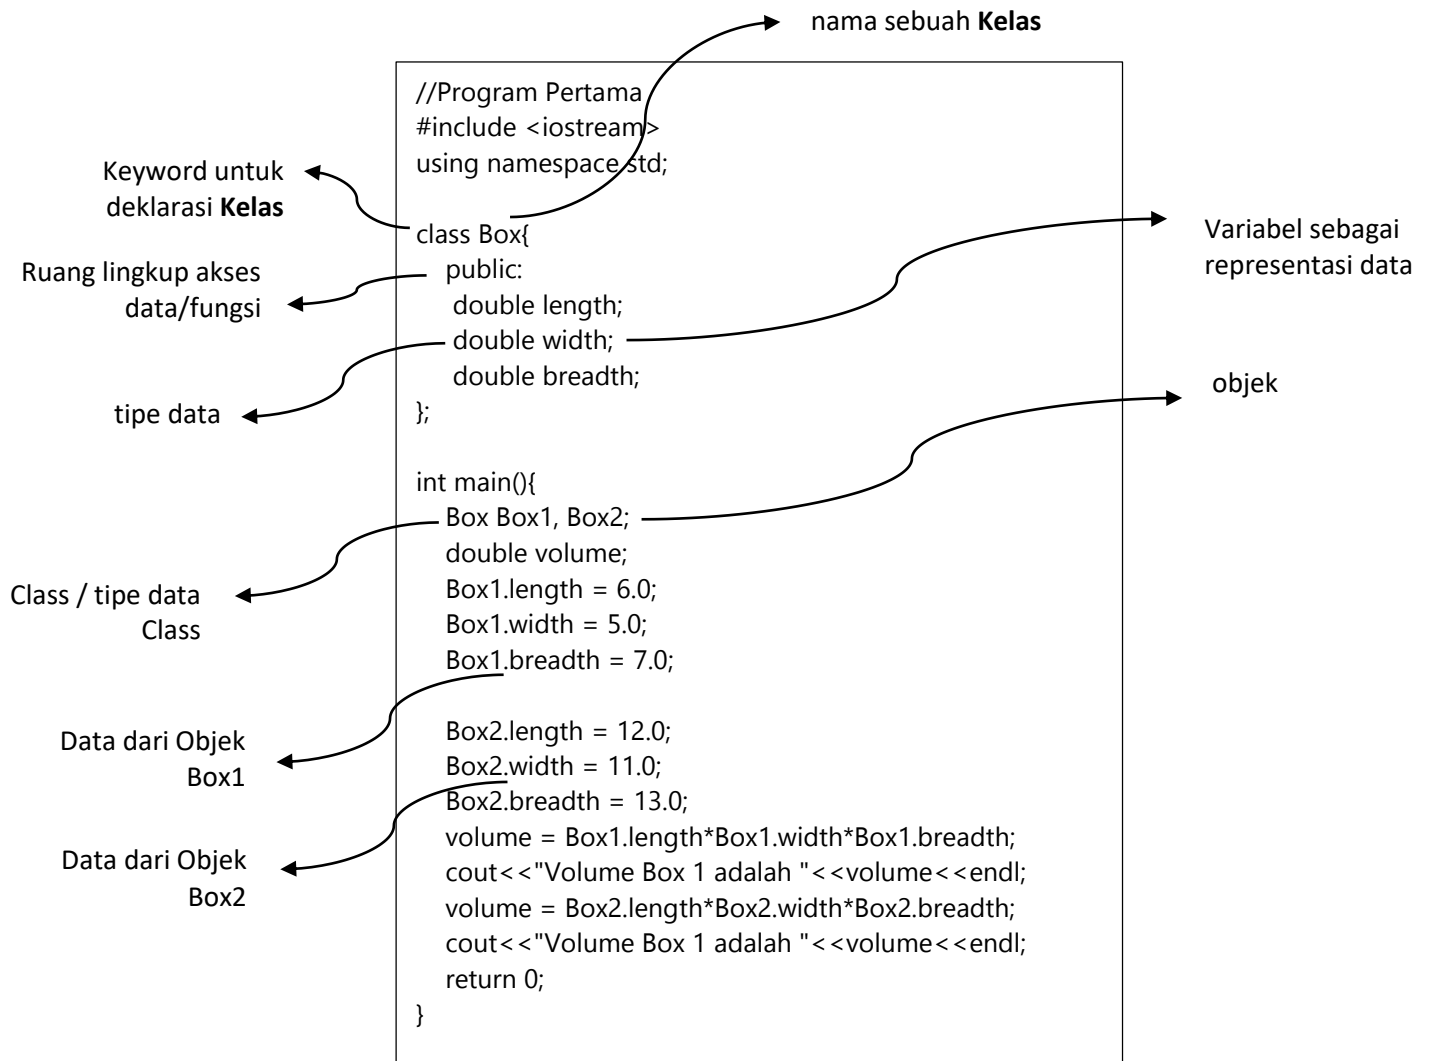 nama sebuah Kelas
//Program Pertama
#include <iostream>
using namespace std;
Keyword untuk
deklarasi Kelas
class Box{
Variabel sebagai
representasi data
Ruang lingkup akses
data/fungsi
public:
double length;
double width;
double breadth;
objek
tipe data
};
int main(){
Box Box1, Box2;
double volume;
Class / tipe data
Class
Box1.length = 6.0;
Box1.width = 5.0;
Box1.breadth = 7.0;
Data dari Objek
Box1
Box2.length = 12.0;
Box2.width = 11.0;
Box2.breadth = 13.0;
volume = Box1.length*Box1.width*Box1.breadth;
Data dari Objek
Box2
cout<<"Volume Box 1 adalah "<<volume<<endl;
volume = Box2.length*Box2.width*Box2.breadth;
cout<<"Volume Box 1 adalah "<<volume<<endl;
return 0;
}